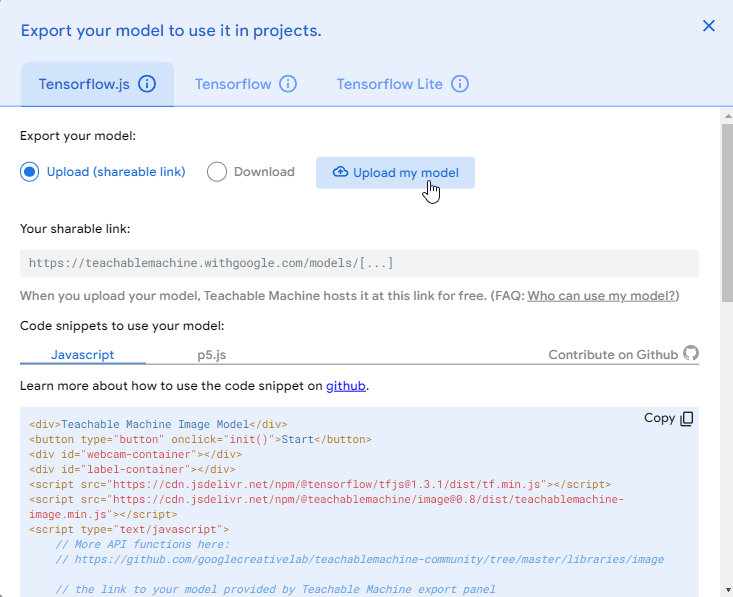 Export your model to use it in projects.
Tensorflow.js
Tensorflow
Tensorflow Lite
Export your model:
Upload (shareable link)
Download
Upload my model
Your sharable link:
https://teachablemachine.withgoogle.com/models/[...]
When you upload your model, Teachable Machine hosts it at this link for free. (FAQ: Who can use my model?)
Code snippets to use your model:
Javascript
p5.js
Contribute on Github
Learn more about how to use the code snippet on github.
Copy
<div>Teachable Machine Image Model</div>
<button type="button" onclick="init()">Start</button>
<div id="webcam-container"></div>
<div id="label-container"></div>
<script src="https://cdn.jsdelivr.net/npm/@tensorflow/tfjs@1.3.1/dist/tf.min.js"></script>
<script src="https://cdn.jsdelivr.net/npm/@teachablemachine/image@0.8/dist/teachablemachine-
image.min.js"></script>
<script type="text/javascript">
// More API functions here:
// https://github.com/googlecreativelab/teachablemachine-community/tree/master/libraries/image
// the link to your model provided by Teachable Machine export panel